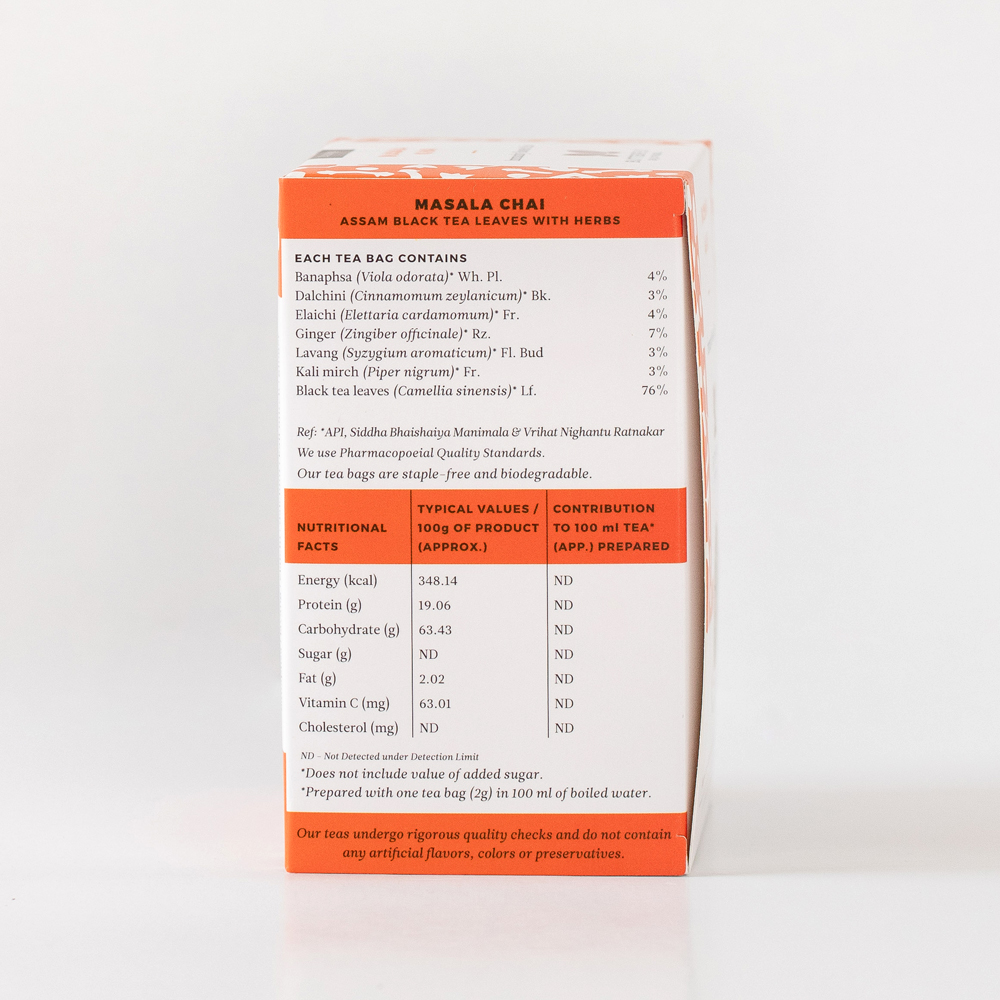 MASALA CHAI
ASSAM BLACK TEA LEAVES WITH HERBS
EACH TEA BAG CONTAINS
Banaphsa (Viola odorata)* Wh. Pl. 4%
Dalchini (Cinnamomum zeylanicum)* Bk. 3%
Elaichi (Elettaria cardamomum)* Fr. 4%
Ginger (Zingiber officinale)* Rz. 7%
Lavang (Syzygium aromaticum)* Fl. Bud 3%
Kali mirch (Piper nigrum)* Fr. 3%
Black tea leaves (Camellia sinensis)* Lf. 76%
Ref: *API, Siddha Bhaishaiya Manimala & Vrihat Nighantu Ratnakar
We use Pharmacopoeial Quality Standards.
Our tea bags are staple-free and biodegradable.
NUTRITIONAL
FACTS
TYPICAL VALUES /
100g OF PRODUCT
(APPROX.)
CONTRIBUTION
TO 100 ml TEA*
(APP.) PREPARED
Energy (kcal) 348.14 ND
Protein (g) 19.06 ND
Carbohydrate (g) 63.43 ND
Sugar (g) ND ND
Fat (g) 2.02 ND
Vitamin C (mg) 63.01 ND
Cholesterol (mg) ND ND
ND - Not Detected under Detection Limit
*Does not include value of added sugar.
*Prepared with one tea bag (2g) in 100 ml of boiled water.
Our teas undergo rigorous quality checks and do not contain
any artificial flavors, colors or preservatives.